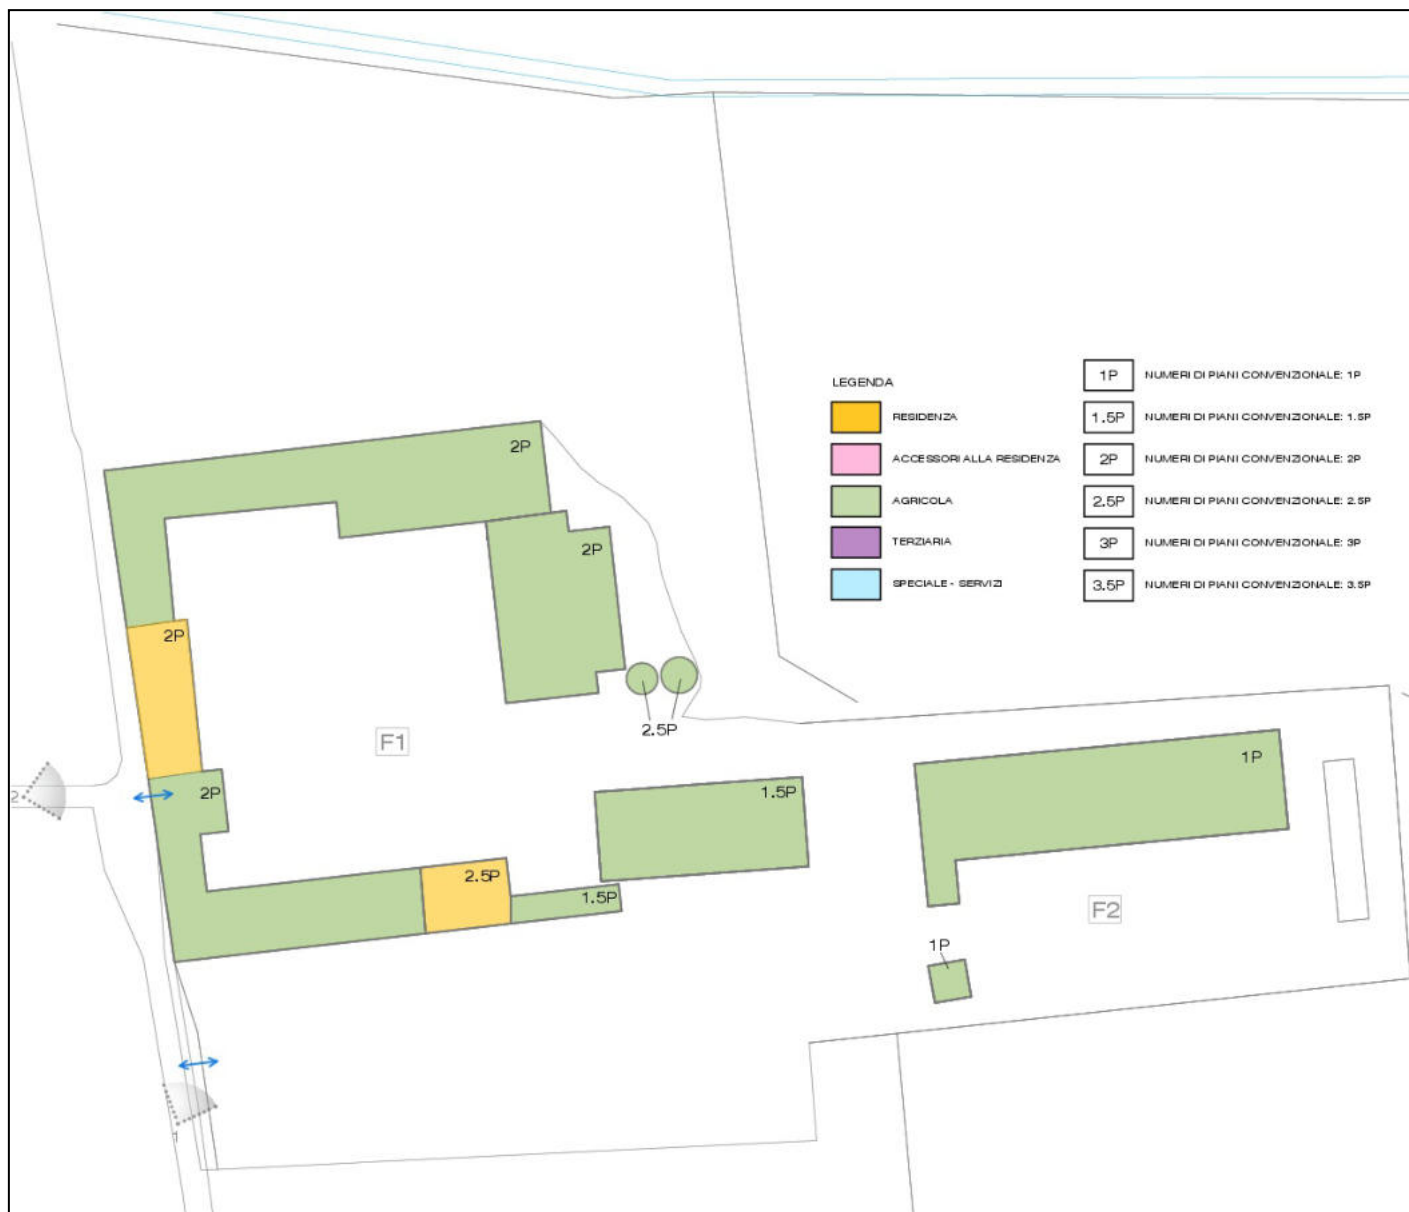 LEGENDA
RESIDENZA
ACCESSORI ALLA RESIDENZA
AGRICOLA
TERZIARIA
SPECIALE - SERVIZI
1P NUMERI DI PIANI CONVENZIONALE: 1P
1.5P NUMERI DI PIANI CONVENZIONALE: 1.5P
2P NUMERI DI PIANI CONVENZIONALE: 2P
2.5P NUMERI DI PIANI CONVENZIONALE: 2.5P
3P NUMERI DI PIANI CONVENZIONALE: 3P
3.5P NUMERI DI PIANI CONVENZIONALE: 3.5P
2P
2P
2P
2.5P
F1
1P
2
2P
1.5P
2.5P
1.5P
F2
1P
1